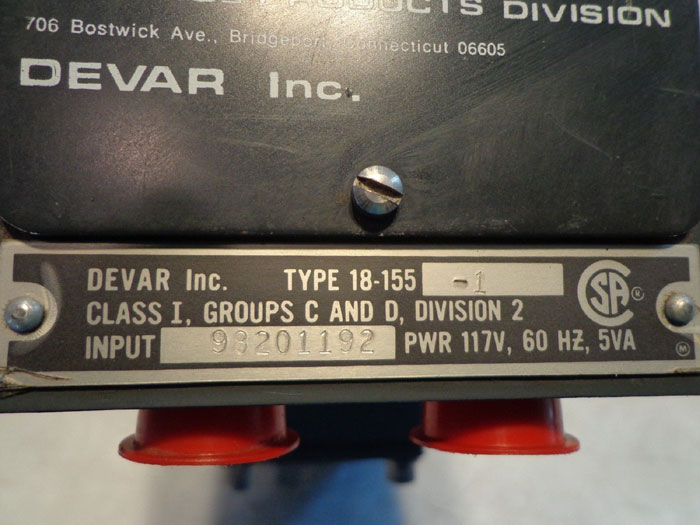 PRODUCTS DIVISION
706 Bostwick Ave., Bridgeport, Connecticut 06605
DEVAR Inc.
DEVAR Inc. TYPE 18-155 -1
CLASS I, GROUPS C AND D, DIVISION 2
INPUT 98201192 PWR 117V, 60 HZ, 5VA
CSA ®
M